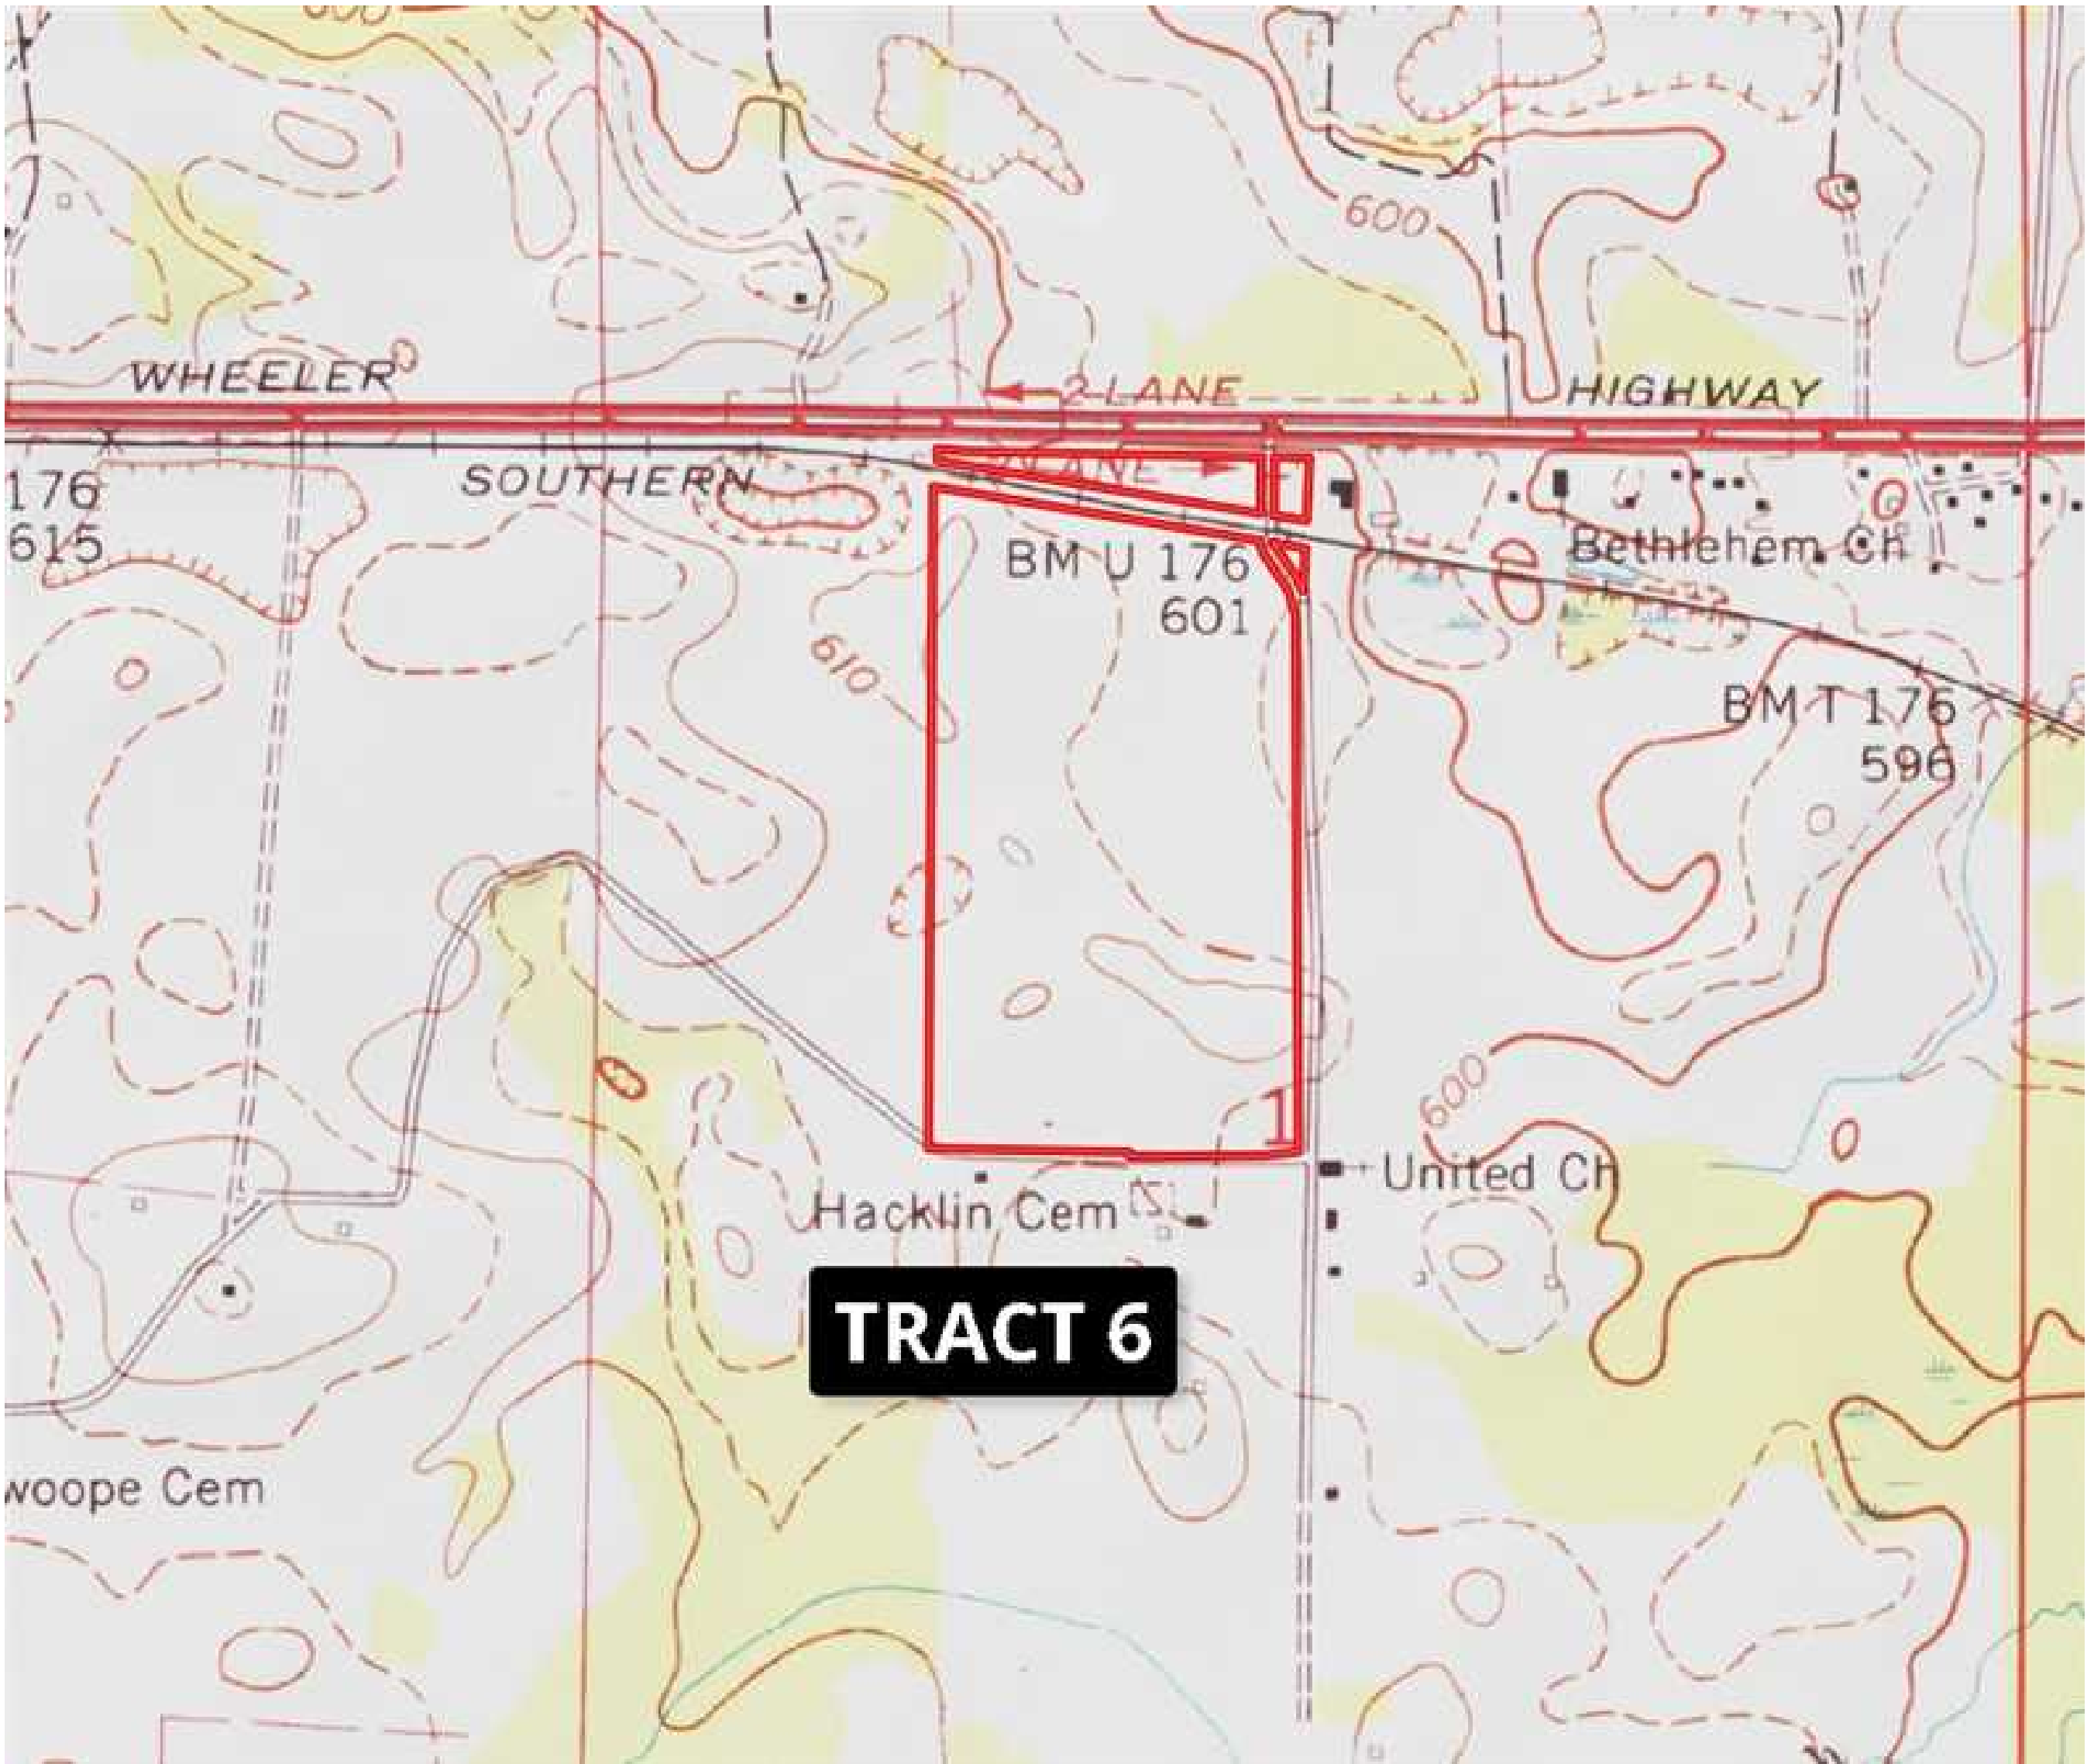 600
WHEELER
2-LANE
HIGHWAY
SOUTHERN
LANE
176
615
BM U 176
601
Bethlehem Ch
610
BM T 176
596
600
1
United Ch
Hacklin Cem
TRACT 6
woope Cem